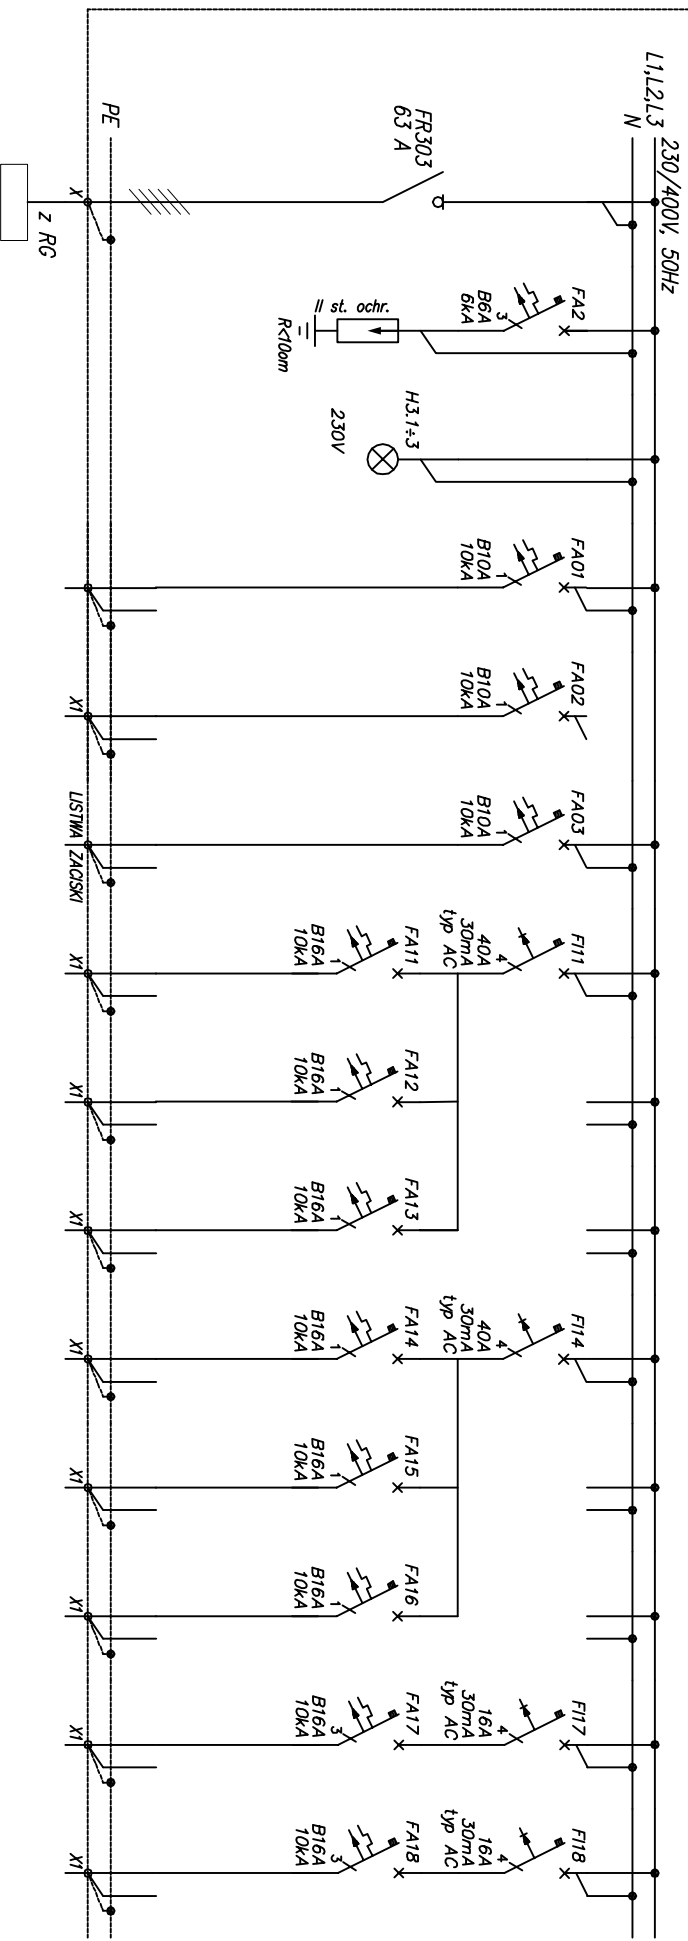 L1,L2,L3
230/400V, 50Hz
N
PE
FR303
63 A
X
z RG
FA2
B6A
6kA
3
II st. ochr.
R<10om
H3.1÷3
230V
FA01
B10A
10kA
1
FA02
B10A
10kA
1
X1
FA03
B10A
10kA
1
LISTWA ZACISKI
FI11
40A
30mA
typ AC
4
FA11
B16A
10kA
1
X1
FA12
B16A
10kA
1
X1
FA13
B16A
10kA
1
X1
FI14
40A
30mA
typ AC
4
FA14
B16A
10kA
1
X1
FA15
B16A
10kA
1
X1
FA16
B16A
10kA
1
X1
FI17
16A
30mA
typ AC
4
FA17
B16A
10kA
3
X1
FI18
16A
30mA
typ AC
4
FA18
B16A
10kA
3
X1